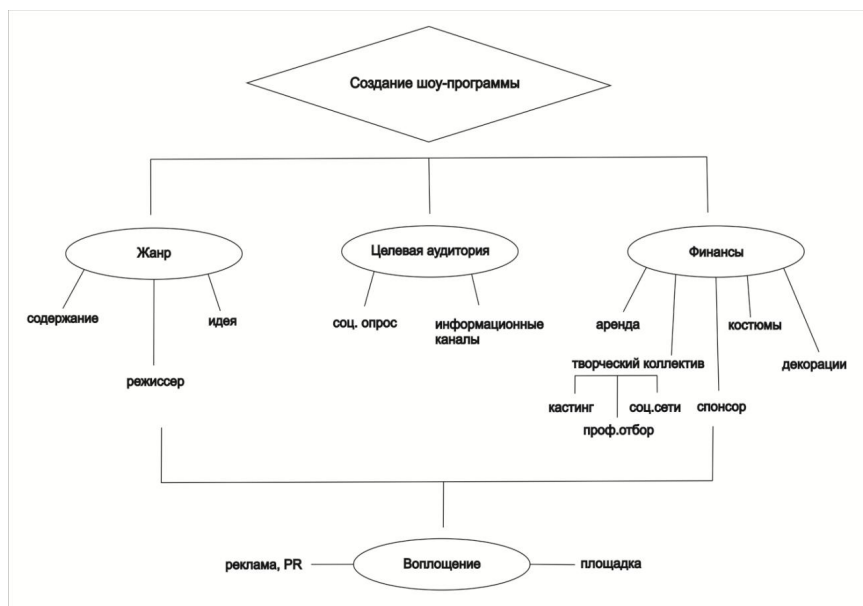 Создание шоу-программы
Жанр
Целевая аудитория
Финансы
содержание
идея
режиссер
соц. опрос
информационные
каналы
аренда
костюмы
творческий коллектив
декорации
кастинг
соц.сети
спонсор
проф.отбор
реклама, PR
Воплощение
площадка